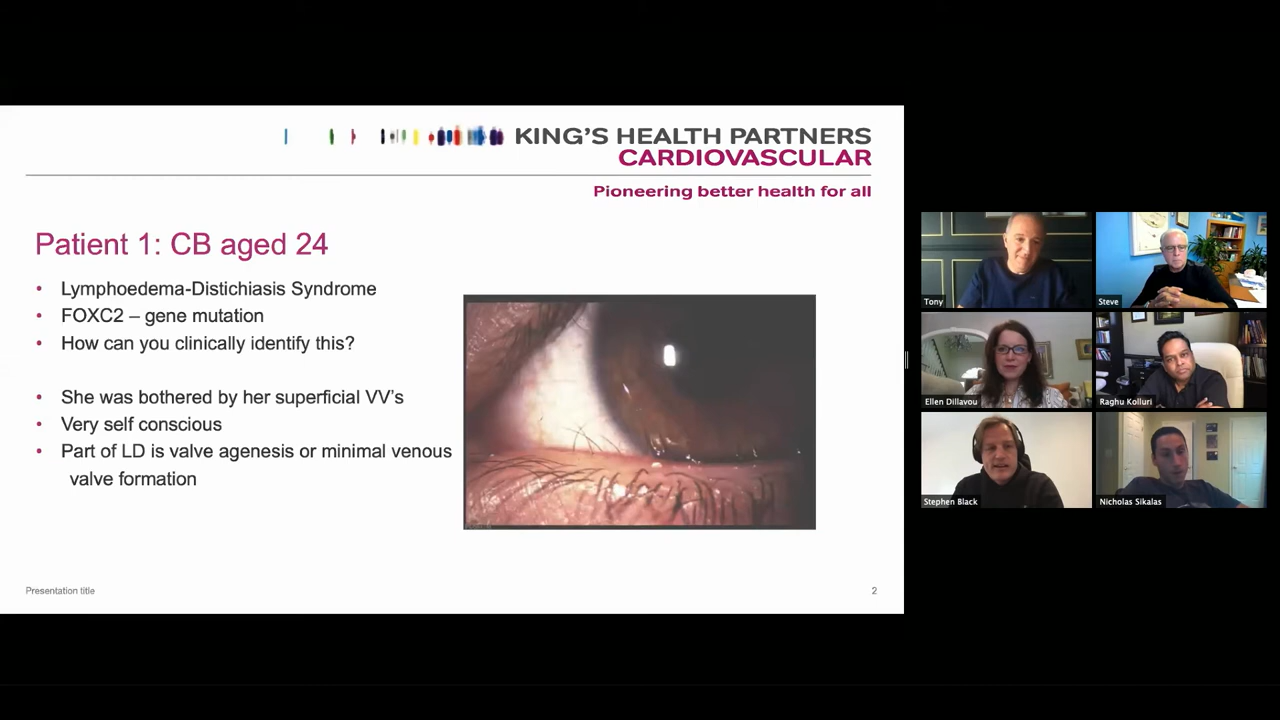 KING'S HEALTH PARTNERS
CARDIOVASCULAR
Pioneering better health for all
Patient 1: CB aged 24
• Lymphoedema-Distichiasis Syndrome
• FOXC2 – gene mutation
• How can you clinically identify this?
• She was bothered by her superficial VV's
• Very self conscious
• Part of LD is valve agenesis or minimal venous
valve formation
Presentation title
2
Tony
Steve
Ellen Dillavou
Raghu Kolluri
Stephen Black
Nicholas Sikalas